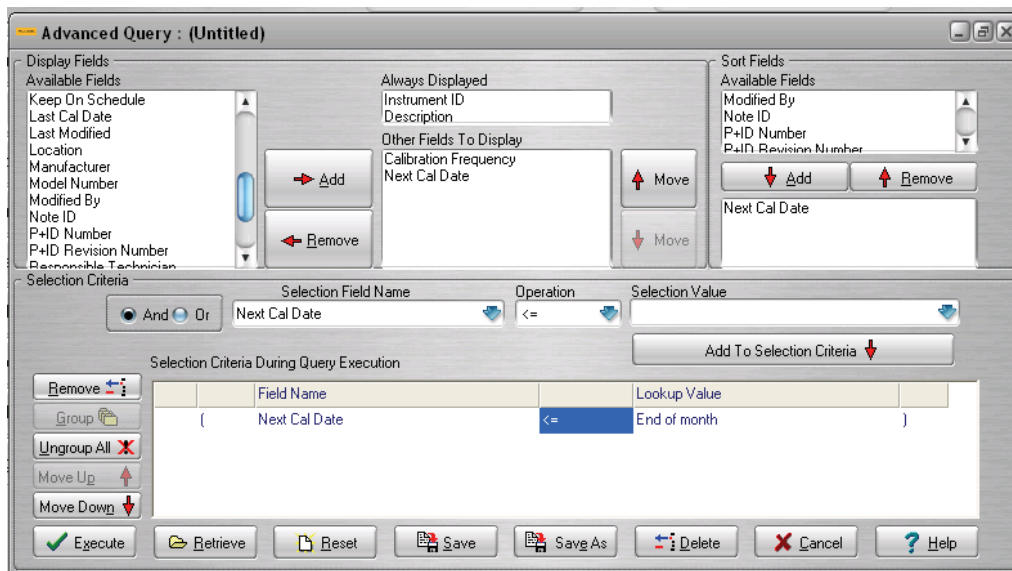 Advanced Query : (Untitled)
Display Fields
Available Fields
Keep On Schedule
Last Cal Date
Last Modified
Location
Manufacturer
Model Number
Modified By
Note ID
P+ID Number
P+ID Revision Number
Responsible Technician
Add
Remove
Always Displayed
Instrument ID
Description
Other Fields To Display
Calibration Frequency
Next Cal Date
Move
Move
Sort Fields
Available Fields
Modified By
Note ID
P+ID Number
P+ID Revision Number
Add
Remove
Next Cal Date
Selection Criteria
And Or
Selection Field Name
Next Cal Date
Operation
<=
Selection Value
Add To Selection Criteria
Selection Criteria During Query Execution
Remove
Group
Ungroup All
Move Up
Move Down
Field Name Lookup Value
( Next Cal Date <= End of month )
Execute Retrieve Reset Save Save As Delete Cancel Help